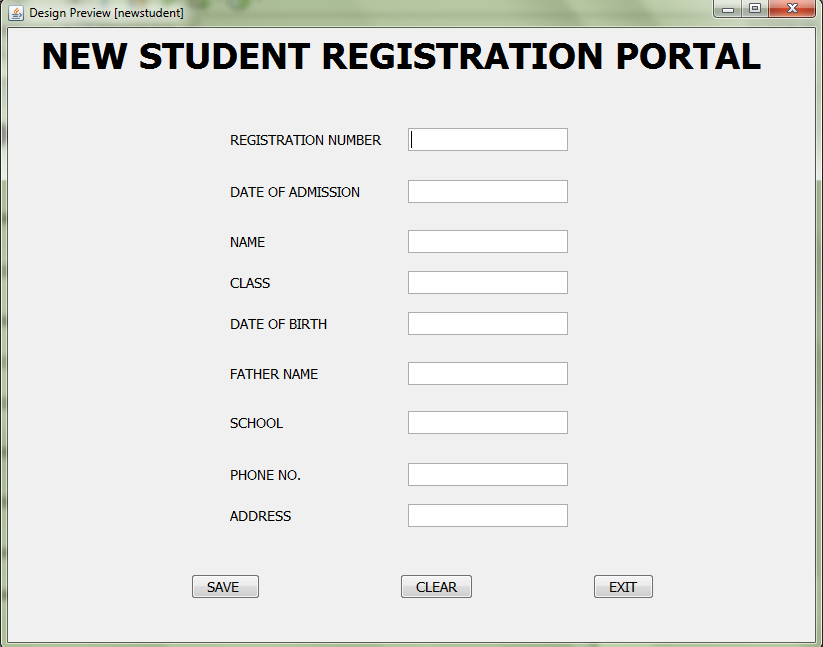 Design Preview [newstudent]
NEW STUDENT REGISTRATION PORTAL
REGISTRATION NUMBER
DATE OF ADMISSION
NAME
CLASS
DATE OF BIRTH
FATHER NAME
SCHOOL
PHONE NO.
ADDRESS
SAVE CLEAR EXIT